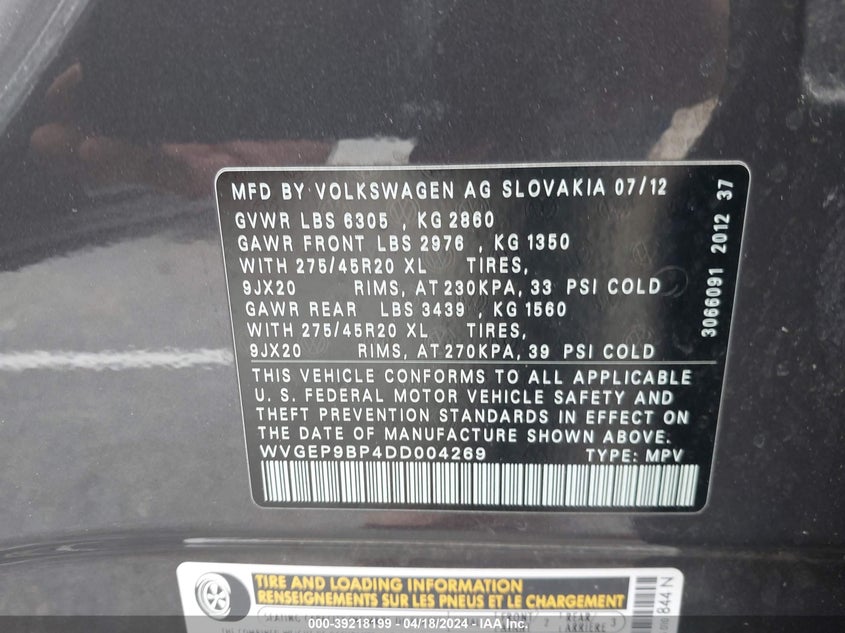 MFD BY VOLKSWAGEN AG SLOVAKIA 07/12
GVWR LBS 6305 , KG 2860
GAWR FRONT LBS 2976 , KG 1350
WITH 275/45R20 XL TIRES,
9JX20 RIMS, AT 230KPA, 33 PSI COLD
GAWR REAR LBS 3439 , KG 1560
WITH 275/45R20 XL TIRES,
9JX20 RIMS, AT 270KPA, 39 PSI COLD
THIS VEHICLE CONFORMS TO ALL APPLICABLE
U. S. FEDERAL MOTOR VEHICLE SAFETY AND
THEFT PREVENTION STANDARDS IN EFFECT ON
THE DATE OF MANUFACTURE SHOWN ABOVE.
WVGEP9BP4DD004269 TYPE: MPV
3066091 2012 37
TIRE AND LOADING INFORMATION
RENSEIGNEMENTS SUR LES PNEUS ET LE CHARGEMENT
844 N
000-39218199 - 04/18/2024 - IAA Inc.